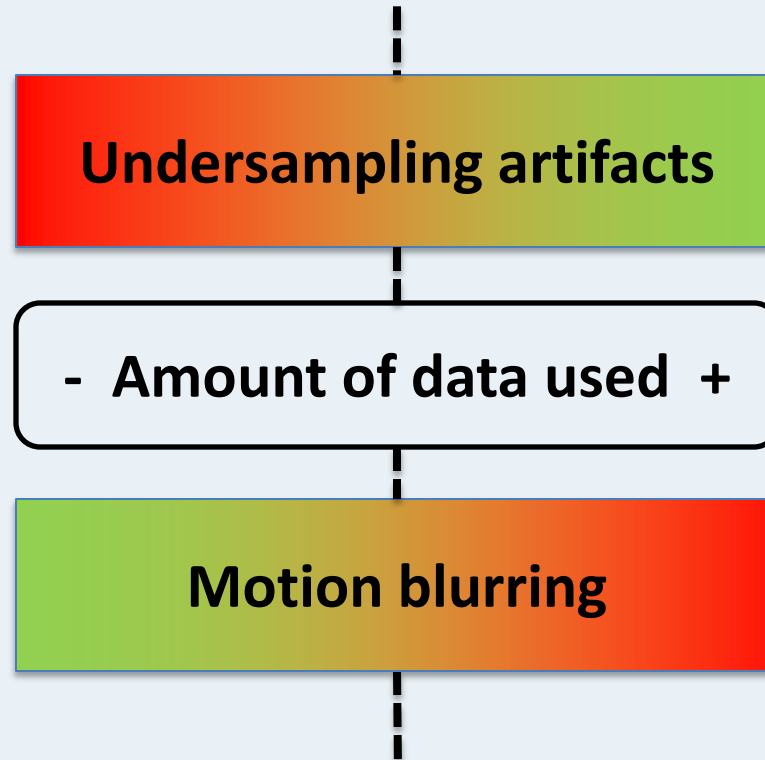 Undersampling artifacts
- Amount of data used +
Motion blurring